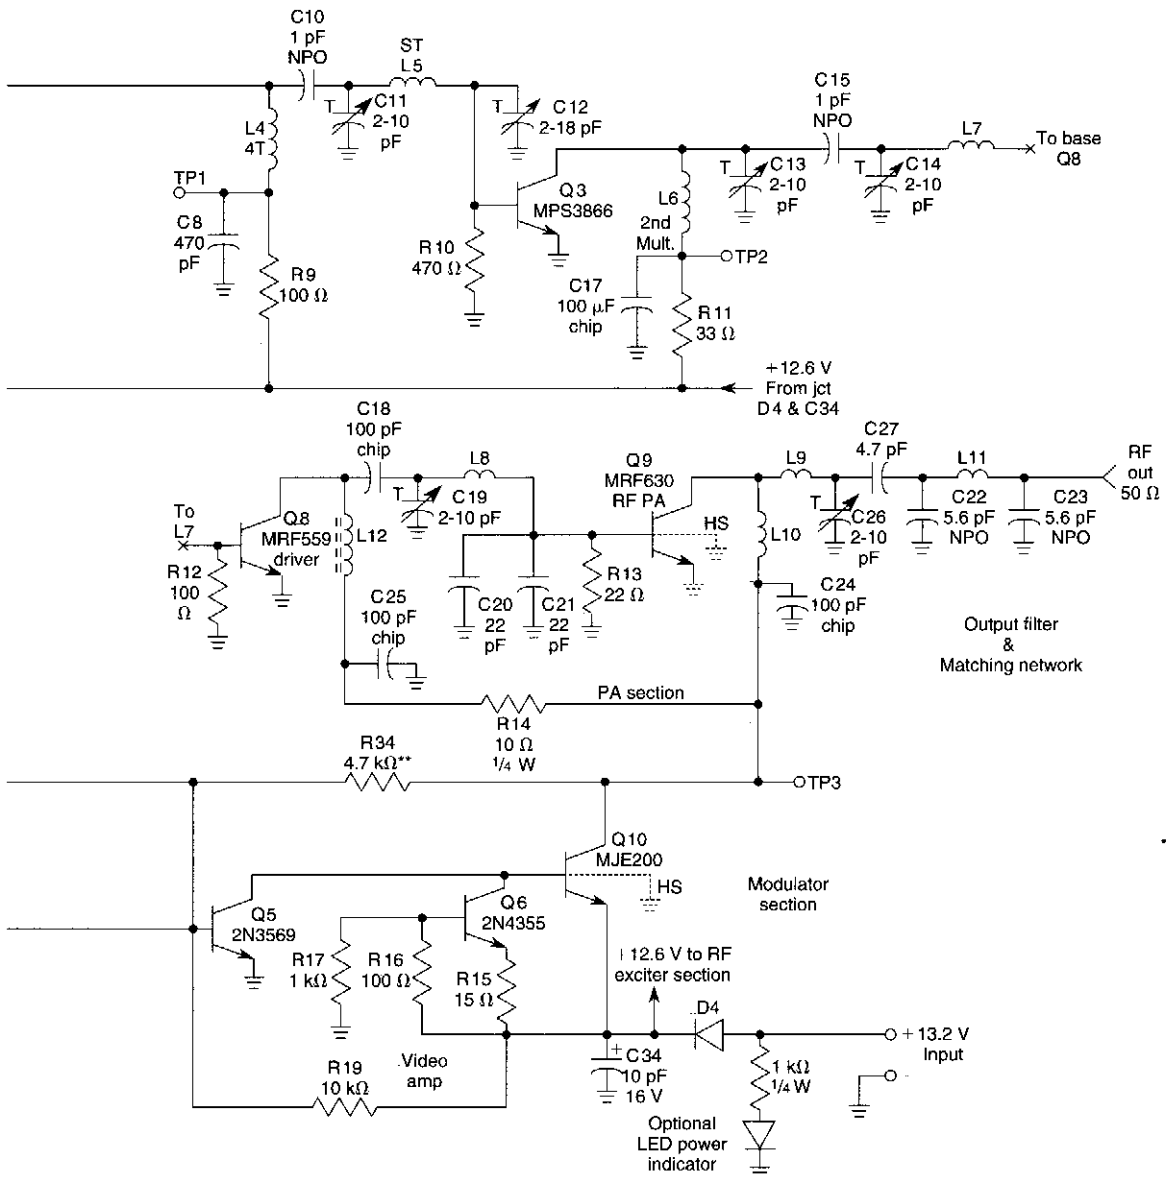 C10
1 pF
NPO
ST
L5
T
C11
2-10
pF
T
C12
2-18 pF
C15
1 pF
NPO
L7
To base
Q8
L4
4T
TP1
C8
470
pF
R9
100 Ω
Q3
MPS3866
R10
470 Ω
L6
2nd
Mult.
T
C13
2-10
pF
T
C14
2-10
pF
TP2
C17
100 µF
chip
R11
33 Ω
+12.6 V
From jct
D4 & C34
C18
100 pF
chip
L8
T
C19
2-10 pF
To
L7
Q8
MRF559
driver
L12
R12
100
Ω
C25
100 pF
chip
C20
22
pF
C21
22
pF
R13
22 Ω
Q9
MRF630
RF PA
HS
L9
L10
C27
4.7 pF
T
C26
2-10
pF
L11
C22
5.6 pF
NPO
C23
5.6 pF
NPO
RF
out
50 Ω
C24
100 pF
chip
Output filter
&
Matching network
PA section
R14
10 Ω
1/4 W
R34
4.7 kΩ**
TP3
Q10
MJE200
HS
Modulator
section
Q5
2N3569
Q6
2N4355
R17
1 kΩ
R16
100 Ω
R15
15 Ω
+12.6 V to RF
exciter section
D4
+ 13.2 V
Input
-
Video
amp
R19
10 kΩ
+
C34
10 pF
16 V
1 kΩ
1/4 W
Optional
LED power
indicator